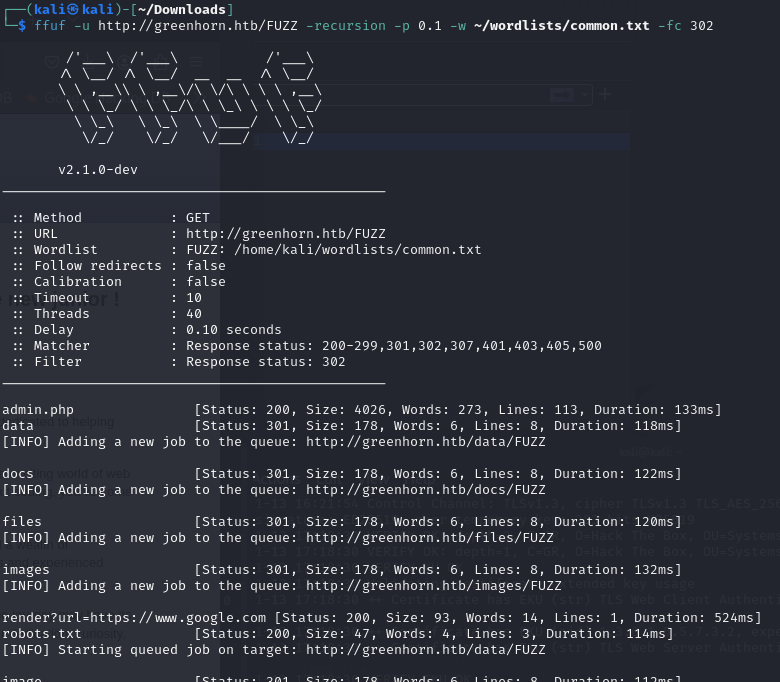 ┌──(kali㉿kali)-[~/Downloads]
└─$ ffuf -u http://greenhorn.htb/FUZZ -recursion -p 0.1 -w ~/wordlists/common.txt -fc 302
v2.1.0-dev
:: Method : GET
:: URL : http://greenhorn.htb/FUZZ
:: Wordlist : FUZZ: /home/kali/wordlists/common.txt
:: Follow redirects : false
:: Calibration : false
:: Timeout : 10
:: Threads : 40
:: Delay : 0.10 seconds
:: Matcher : Response status: 200-299,301,302,307,401,403,405,500
:: Filter : Response status: 302
admin.php [Status: 200, Size: 4026, Words: 273, Lines: 113, Duration: 133ms]
data [Status: 301, Size: 178, Words: 6, Lines: 8, Duration: 118ms]
[INFO] Adding a new job to the queue: http://greenhorn.htb/data/FUZZ
docs [Status: 301, Size: 178, Words: 6, Lines: 8, Duration: 122ms]
[INFO] Adding a new job to the queue: http://greenhorn.htb/docs/FUZZ
files [Status: 301, Size: 178, Words: 6, Lines: 8, Duration: 120ms]
[INFO] Adding a new job to the queue: http://greenhorn.htb/files/FUZZ
images [Status: 301, Size: 178, Words: 6, Lines: 8, Duration: 132ms]
[INFO] Adding a new job to the queue: http://greenhorn.htb/images/FUZZ
render?url=https://www.google.com [Status: 200, Size: 93, Words: 14, Lines: 1, Duration: 524ms]
robots.txt [Status: 200, Size: 47, Words: 4, Lines: 3, Duration: 114ms]
[INFO] Starting queued job on target: http://greenhorn.htb/data/FUZZ
image [Status: 301, Size: 178, Words: 6, Lines: 8, Duration: 112ms]